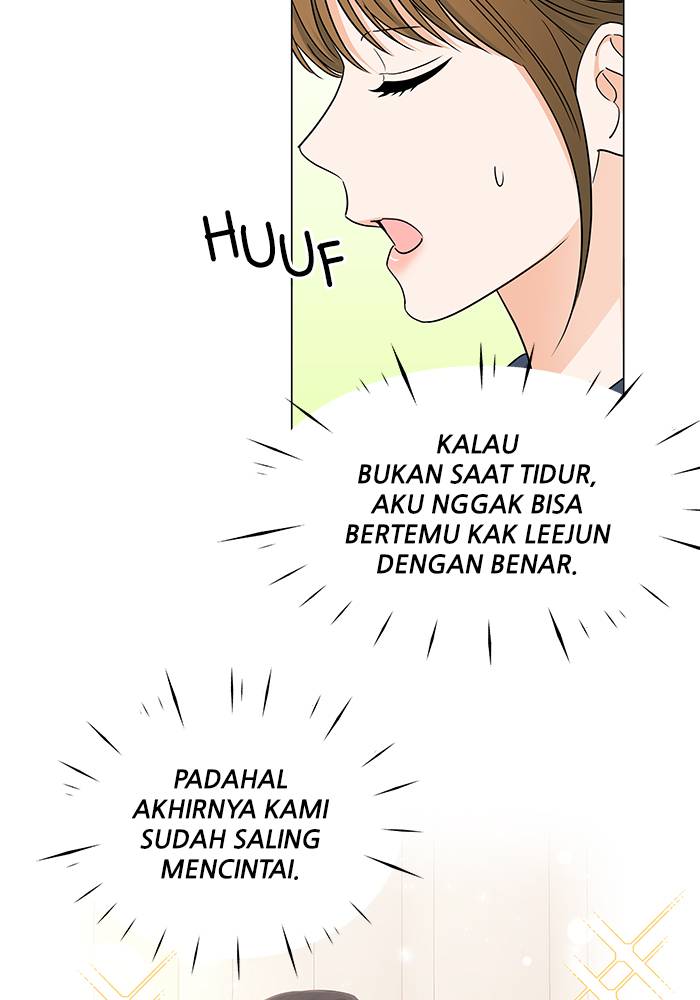 HUUF
KALAU
BUKAN SAAT TIDUR,
AKU NGGAK BISA
BERTEMU KAK LEEJUN
DENGAN BENAR.
PADAHAL
AKHIRNYA KAMI
SUDAH SALING
MENCINTAI.